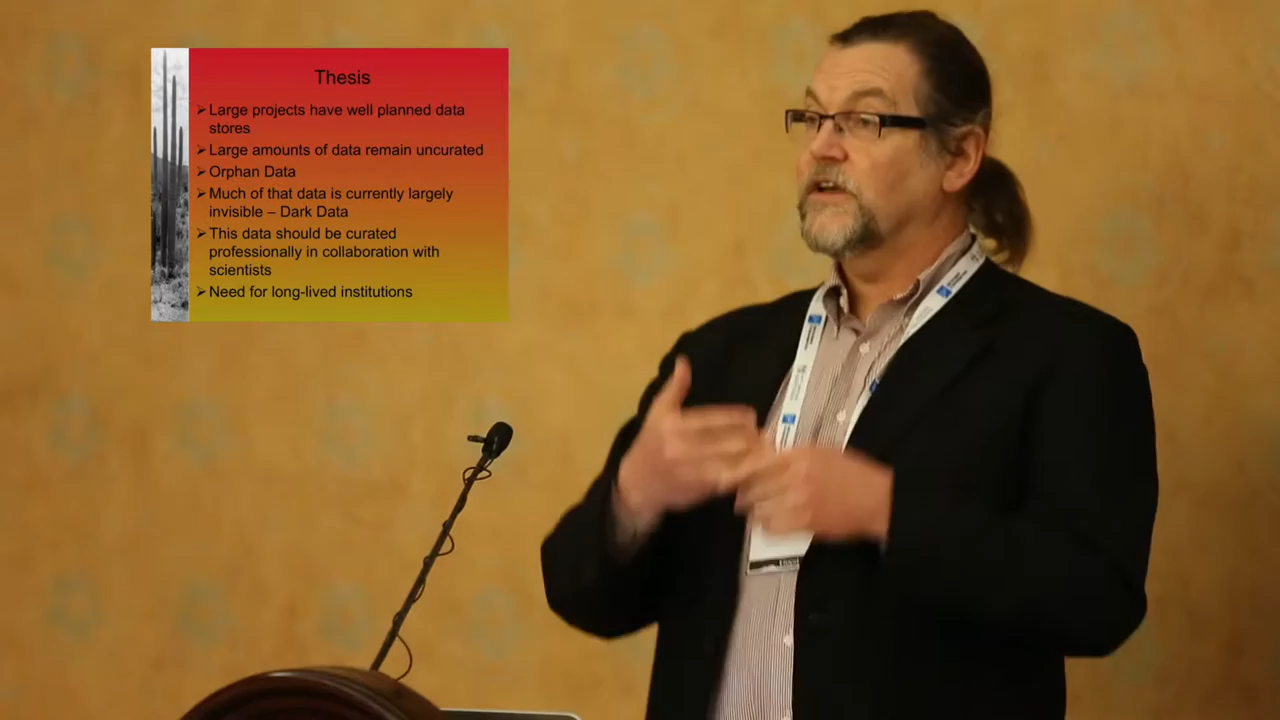 Thesis
➢Large projects have well planned data
stores
➢Large amounts of data remain uncurated
➢Orphan Data
➢Much of that data is currently largely
invisible – Dark Data
➢This data should be curated
professionally in collaboration with
scientists
➢Need for long-lived institutions